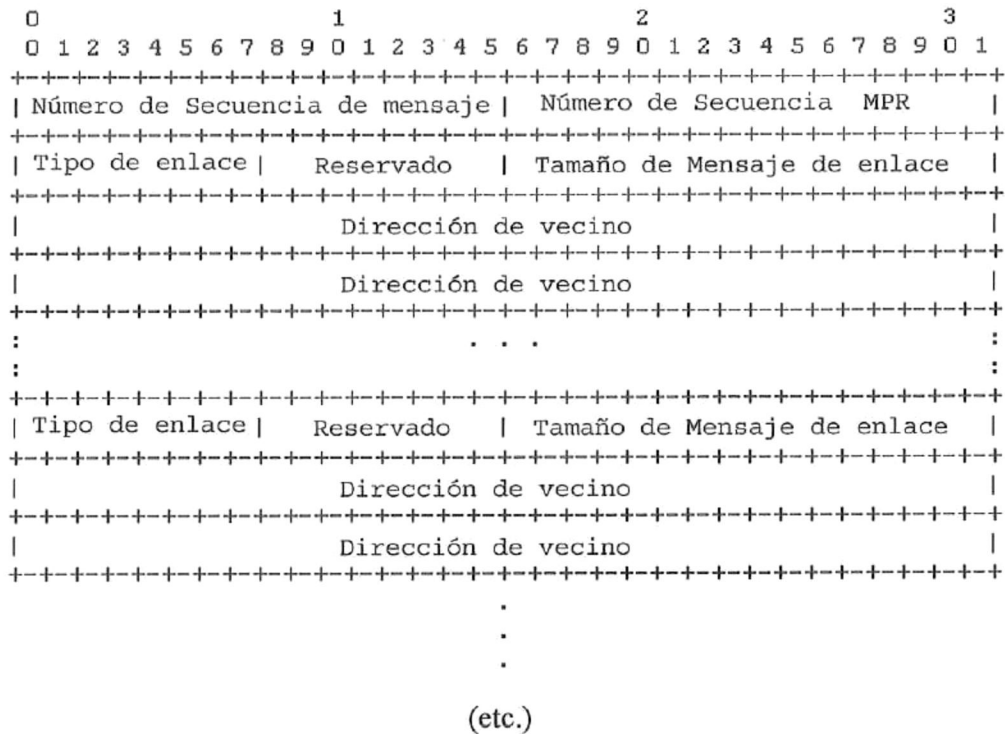 0                   1                   2                   3
0 1 2 3 4 5 6 7 8 9 0 1 2 3 4 5 6 7 8 9 0 1 2 3 4 5 6 7 8 9 0 1
+-+-+-+-+-+-+-+-+-+-+-+-+-+-+-+-+-+-+-+-+-+-+-+-+-+-+-+-+-+-+-+-+
| Número de Secuencia de mensaje| Número de Secuencia MPR |
+-+-+-+-+-+-+-+-+-+-+-+-+-+-+-+-+-+-+-+-+-+-+-+-+-+-+-+-+-+-+-+-+
| Tipo de enlace| Reservado | Tamaño de Mensaje de enlace |
+-+-+-+-+-+-+-+-+-+-+-+-+-+-+-+-+-+-+-+-+-+-+-+-+-+-+-+-+-+-+-+-+
| Dirección de vecino |
+-+-+-+-+-+-+-+-+-+-+-+-+-+-+-+-+-+-+-+-+-+-+-+-+-+-+-+-+-+-+-+-+
| Dirección de vecino |
+-+-+-+-+-+-+-+-+-+-+-+-+-+-+-+-+-+-+-+-+-+-+-+-+-+-+-+-+-+-+-+-+
: . . . :
: :
+-+-+-+-+-+-+-+-+-+-+-+-+-+-+-+-+-+-+-+-+-+-+-+-+-+-+-+-+-+-+-+-+
| Tipo de enlace| Reservado | Tamaño de Mensaje de enlace |
+-+-+-+-+-+-+-+-+-+-+-+-+-+-+-+-+-+-+-+-+-+-+-+-+-+-+-+-+-+-+-+-+
| Dirección de vecino |
+-+-+-+-+-+-+-+-+-+-+-+-+-+-+-+-+-+-+-+-+-+-+-+-+-+-+-+-+-+-+-+-+
| Dirección de vecino |
+-+-+-+-+-+-+-+-+-+-+-+-+-+-+-+-+-+-+-+-+-+-+-+-+-+-+-+-+-+-+-+-+
.
.
.
(etc.)